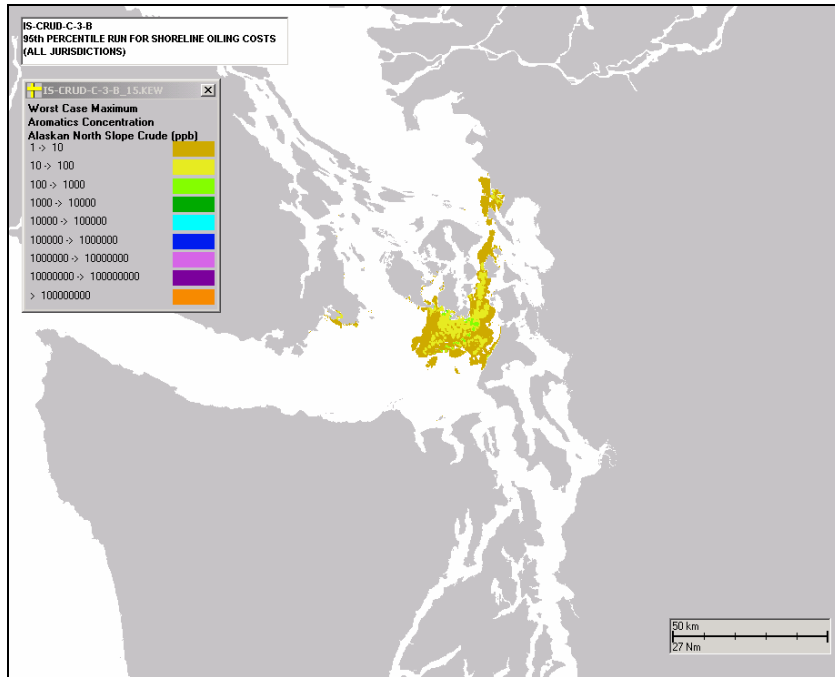 IS-CRUD-C-3-B
95th PERCENTILE RUN FOR SHORELINE OILING COSTS
(ALL JURISDICTIONS)
IS-CRUD-C-3-B_15.KEW
Worst Case Maximum
Aromatics Concentration
Alaskan North Slope Crude (ppb)
1 -> 10
10 -> 100
100 -> 1000
1000 -> 10000
10000 -> 100000
100000 -> 1000000
1000000 -> 10000000
10000000 -> 100000000
> 100000000
50 km
27 Nm